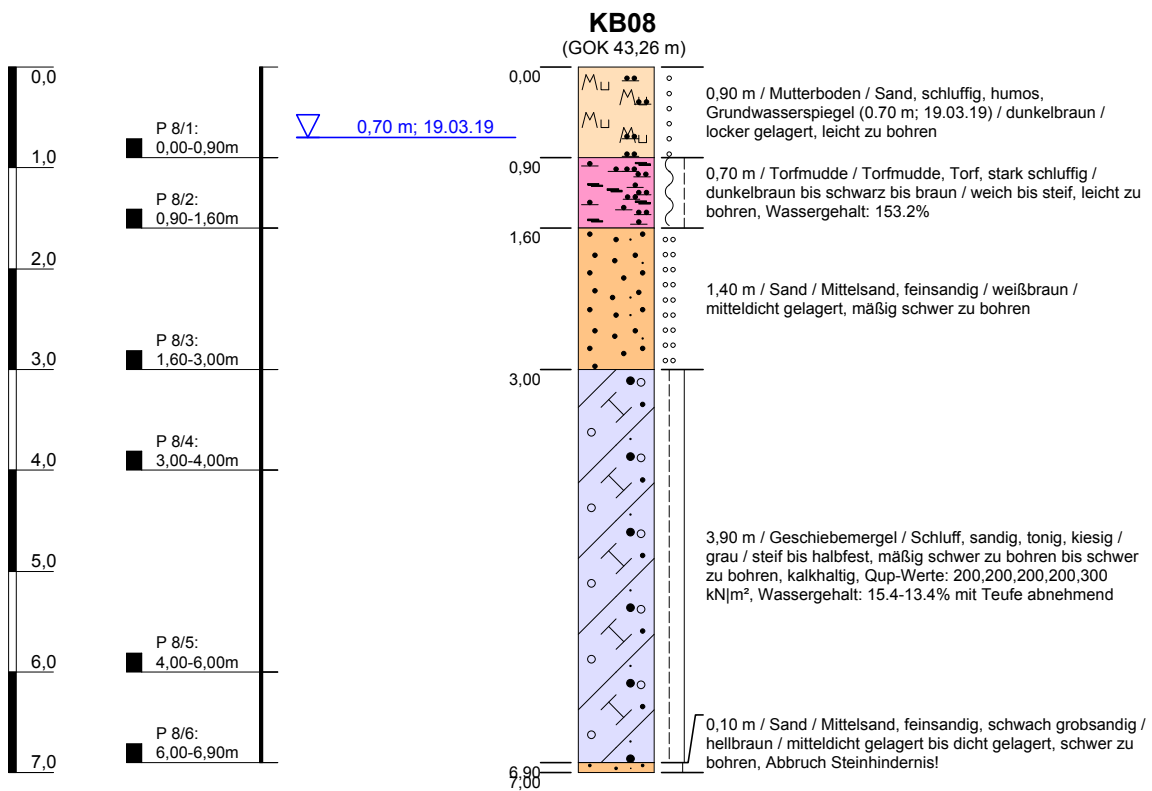 KB08
(GOK 43,26 m)
0,0
1,0
2,0
3,0
4,0
5,0
6,0
7,0
P 8/1:
0,00-0,90m
P 8/2:
0,90-1,60m
P 8/3:
1,60-3,00m
P 8/4:
3,00-4,00m
P 8/5:
4,00-6,00m
P 8/6:
6,00-6,90m
0,70 m; 19.03.19
0,00
0,90
1,60
3,00
6,90
7,00
0,90 m / Mutterboden / Sand, schluffig, humos,
Grundwasserspiegel (0.70 m; 19.03.19) / dunkelbraun /
locker gelagert, leicht zu bohren
0,70 m / Torfmudde / Torfmudde, Torf, stark schluffig /
dunkelbraun bis schwarz bis braun / weich bis steif, leicht zu
bohren, Wassergehalt: 153.2%
1,40 m / Sand / Mittelsand, feinsandig / weißbraun /
mitteldicht gelagert, mäßig schwer zu bohren
3,90 m / Geschiebemergel / Schluff, sandig, tonig, kiesig /
grau / steif bis halbfest, mäßig schwer zu bohren bis schwer
zu bohren, kalkhaltig, Qup-Werte: 200,200,200,200,300
kN|m², Wassergehalt: 15.4-13.4% mit Teufe abnehmend
0,10 m / Sand / Mittelsand, feinsandig, schwach grobsandig /
hellbraun / mitteldicht gelagert bis dicht gelagert, schwer zu
bohren, Abbruch Steinhindernis!